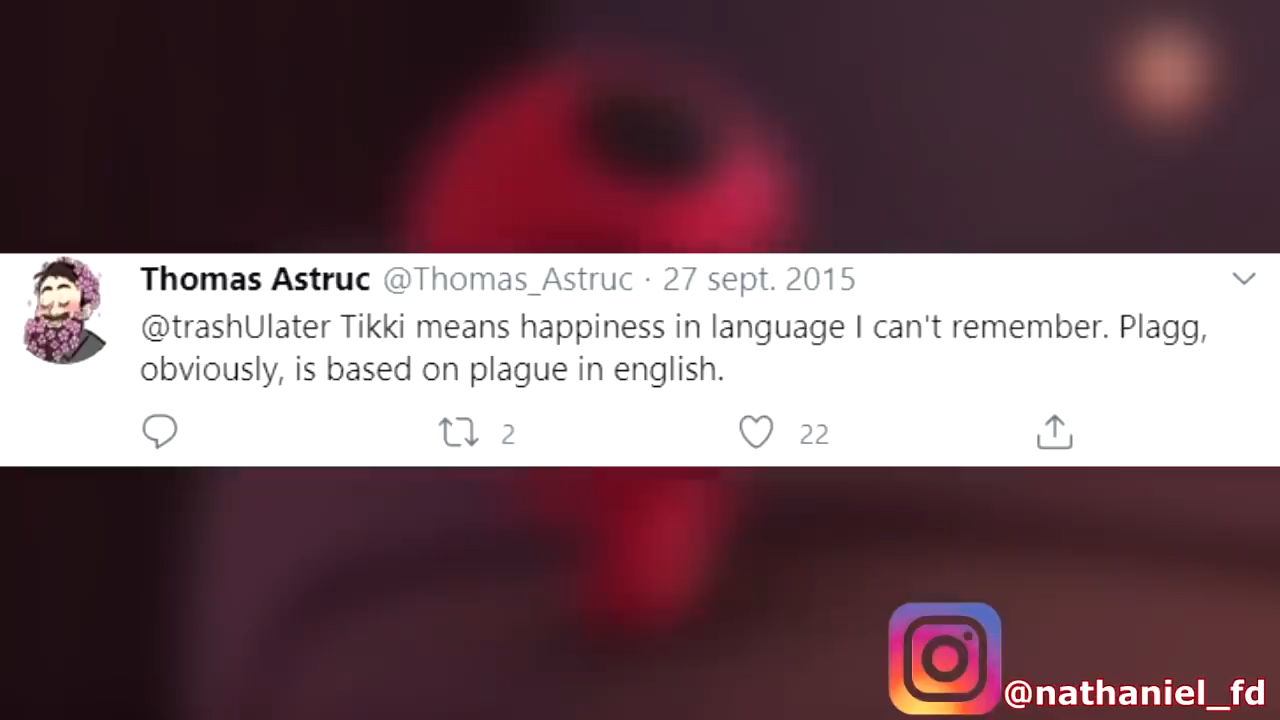 Thomas Astruc @Thomas_Astruc · 27 sept. 2015
@trashUlater Tikki means happiness in language I can't remember. Plagg,
obviously, is based on plague in english.
2 22
@nathaniel_fd